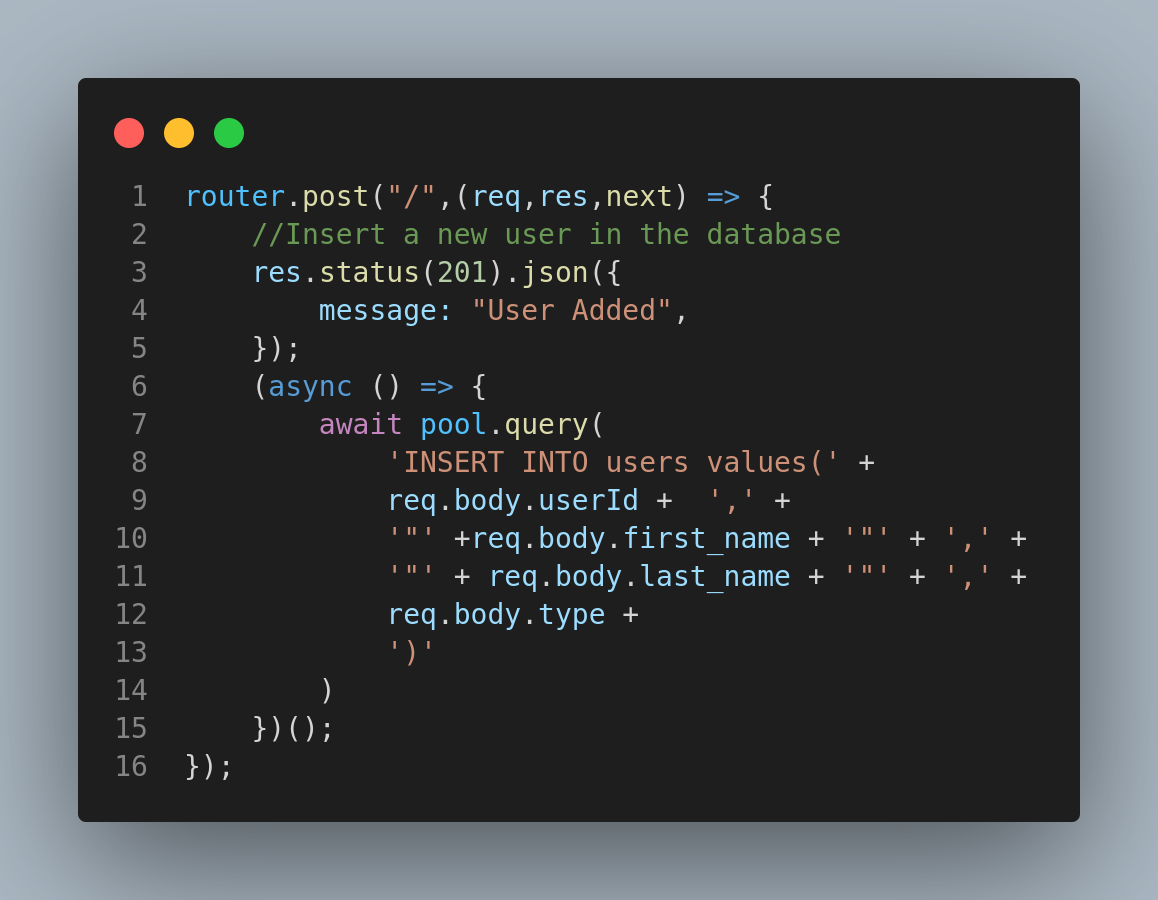 1 router.post("/",(req,res,next) => {
2     //Insert a new user in the database
3     res.status(201).json({
4         message: "User Added",
5     });
6     (async () => {
7         await pool.query(
8             'INSERT INTO users values(' +
9             req.body.userId +  ',' +
10             '"' +req.body.first_name + '"' + ',' +
11             '"' + req.body.last_name + '"' + ',' +
12             req.body.type +
13             ')'
14         )
15     })();
16 });